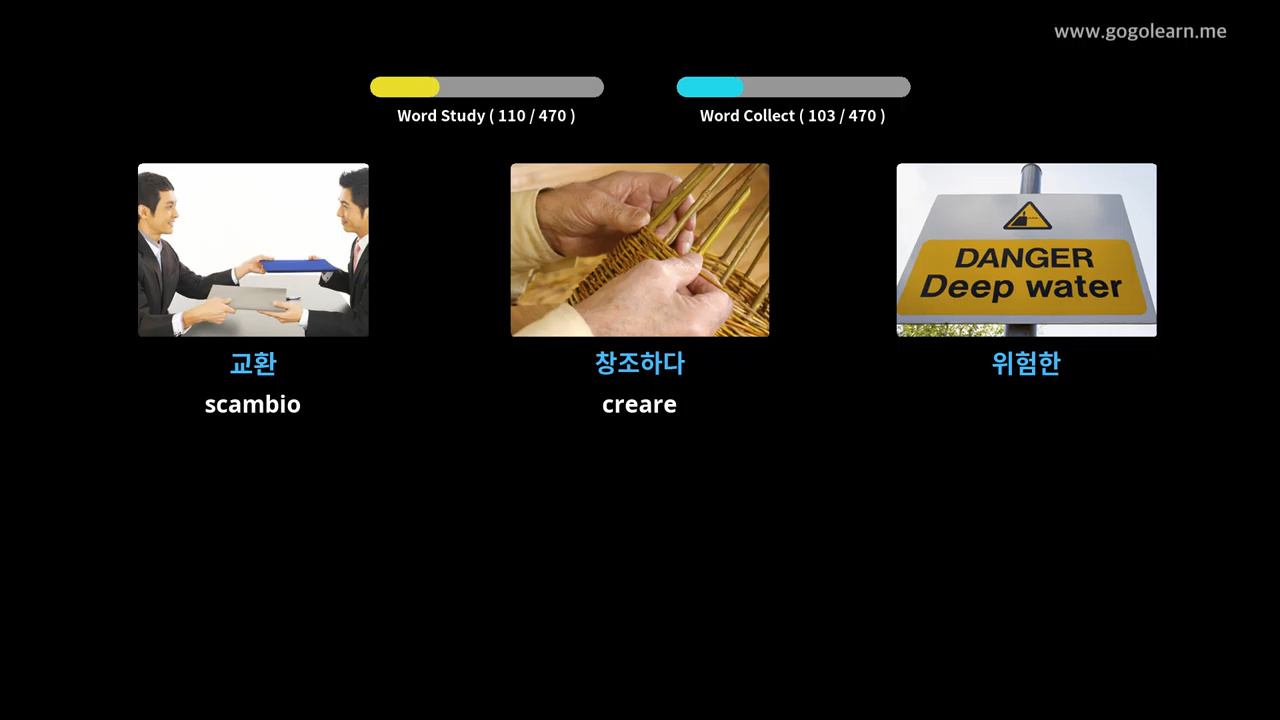 www.gogolearn.me
Word Study ( 110 / 470 )
Word Collect ( 103 / 470 )
DANGER
Deep water
교환
창조하다
위험한
scambio
creare